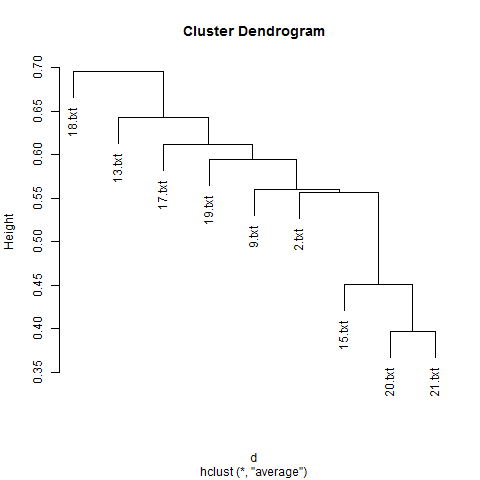 Cluster Dendrogram
Height
0.70
0.65
0.60
0.55
0.50
0.45
0.40
0.35
18.txt
13.txt
17.txt
19.txt
9.txt
2.txt
15.txt
20.txt
21.txt
d
hclust (*, "average")